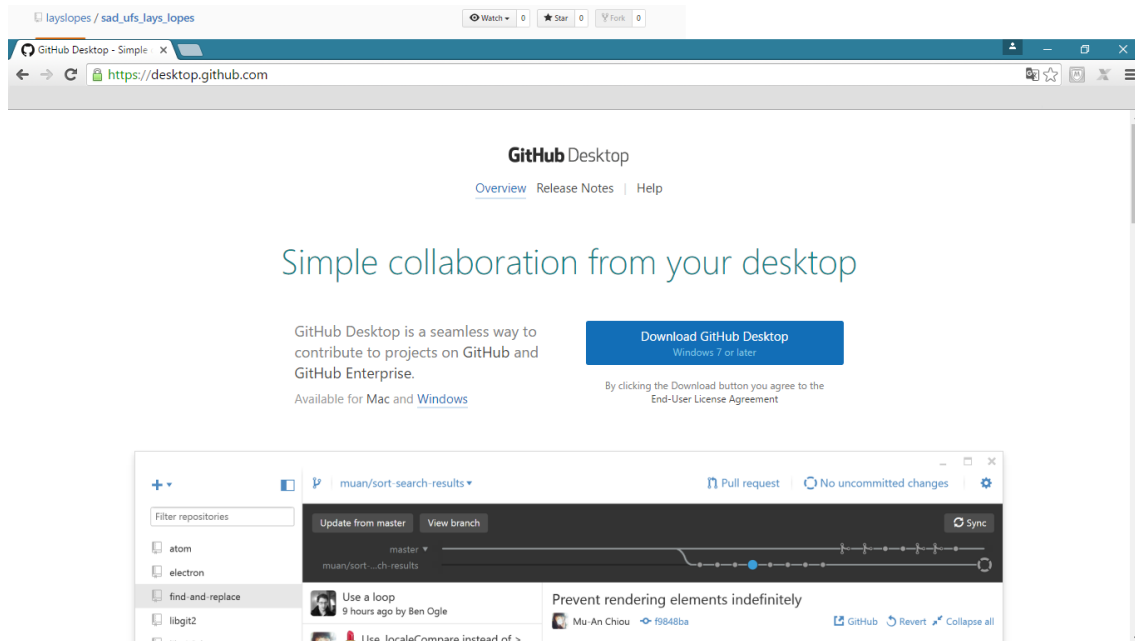 layslopes / sad_ufs_lays_lopes
Watch 0 Star 0 Fork 0
GitHub Desktop - Simple
https://desktop.github.com
GitHub Desktop
Overview Release Notes | Help
Simple collaboration from your desktop
GitHub Desktop is a seamless way to
contribute to projects on GitHub and
GitHub Enterprise.
Available for Mac and Windows
Download GitHub Desktop
Windows 7 or later
By clicking the Download button you agree to the
End-User License Agreement
muan/sort-search-results
Pull request
No uncommitted changes
Filter repositories
Update from master
View branch
Sync
master
muan/sort-...ch-results
atom
electron
find-and-replace
libgit2
Use a loop
9 hours ago by Ben Ogle
Use localeCompare instead of >
Prevent rendering elements indefinitely
Mu-An Chiou f9848ba
GitHub Revert Collapse all